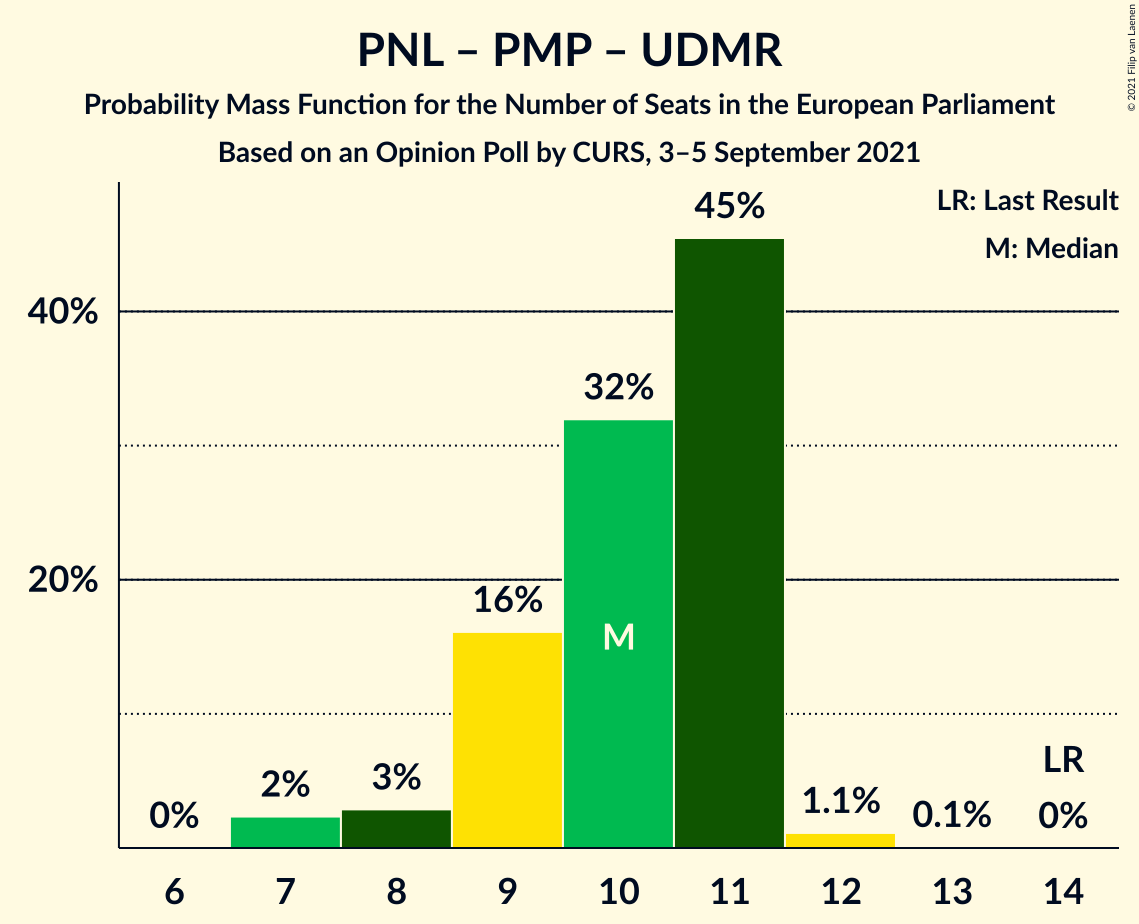 PNL – PMP – UDMR
Probability Mass Function for the Number of Seats in the European Parliament
Based on an Opinion Poll by CURS, 3–5 September 2021
© 2021 Filip van Laenen
LR: Last Result
M: Median
45%
40%
32%
20%
16%
M
LR
2%
3%
0%
1.1%
0.1%
0%
6 7 8 9 10 11 12 13 14